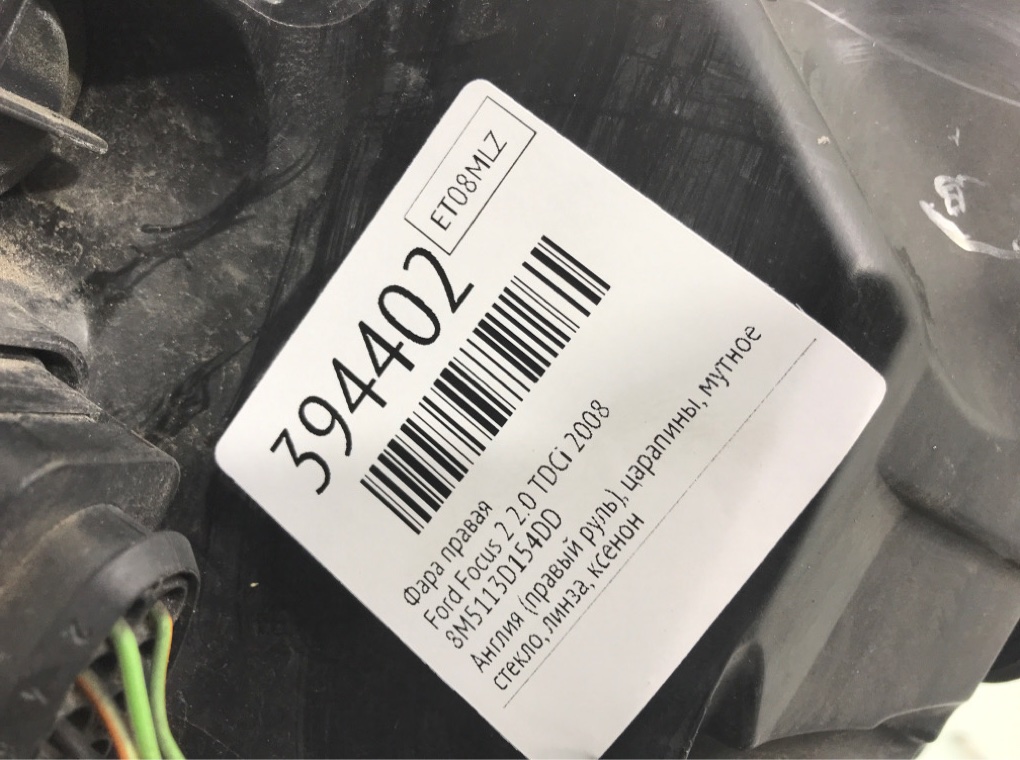 ET08MLZ
394402
Фара правая
Ford Focus 2 2.0 TDCi 2008
8M5113D154DD
Англия (правый руль), царапины, мутное
стекло, линза, ксенон